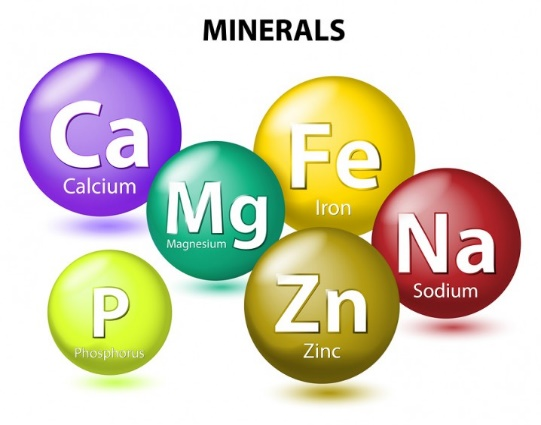 MINERALS
Ca
Calcium
Fe
Iron
Mg
Magnesium
Na
Sodium
Zn
Zinc
P
Phosphorus